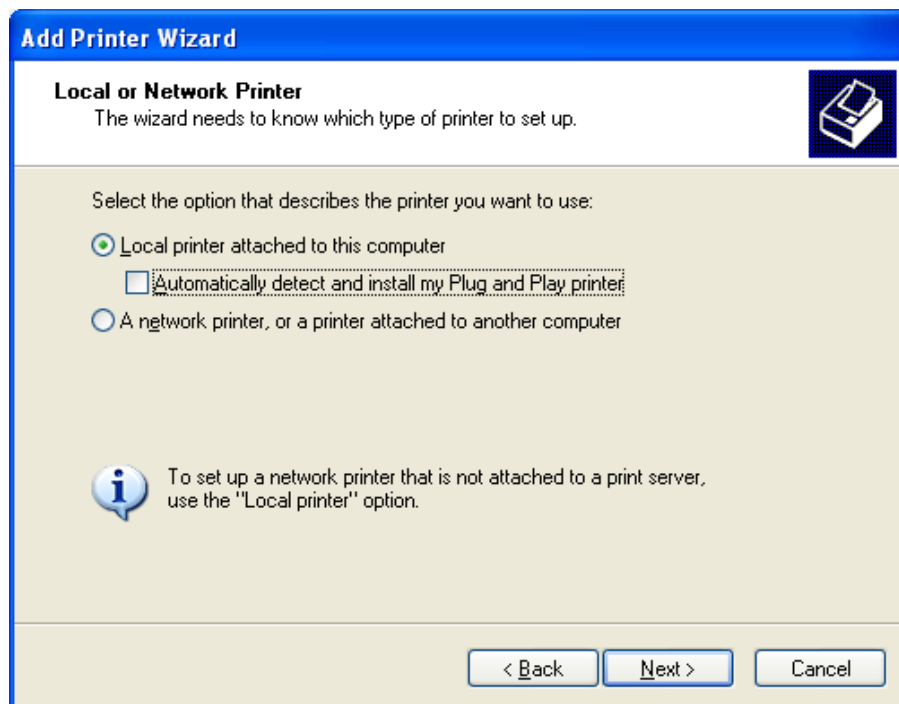 Add Printer Wizard
Local or Network Printer
The wizard needs to know which type of printer to set up.
Select the option that describes the printer you want to use:
Local printer attached to this computer
Automatically detect and install my Plug and Play printer
A network printer, or a printer attached to another computer
To set up a network printer that is not attached to a print server,
use the "Local printer" option.
< Back
Next >
Cancel